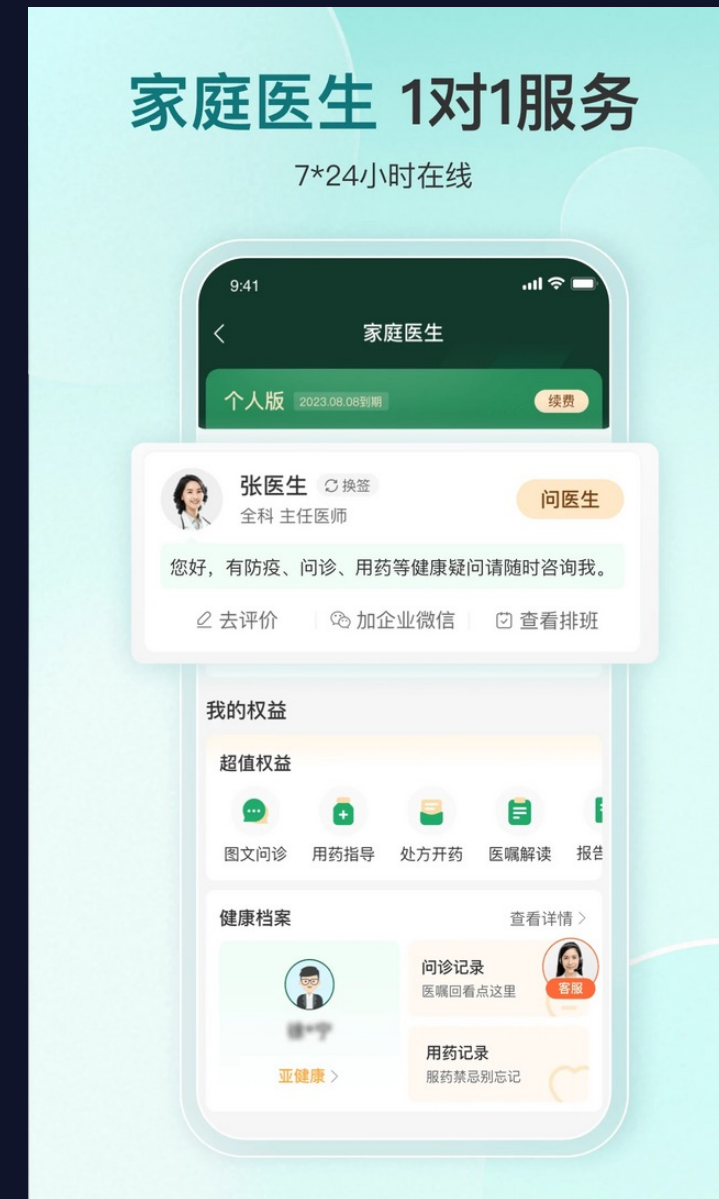 家庭医生 1对1服务
7*24小时在线
9:41
家庭医生
个人版 2023.08.08到期 续费
张医生 换签
全科 主任医师
问医生
您好，有防疫、问诊、用药等健康疑问请随时咨询我。
去评价 加企业微信 查看排班
我的权益
超值权益
图文问诊 用药指导 处方开药 医嘱解读 报告
健康档案 查看详情
问诊记录
医嘱回看点这里
客服
亚健康
用药记录
服药禁忌别忘记